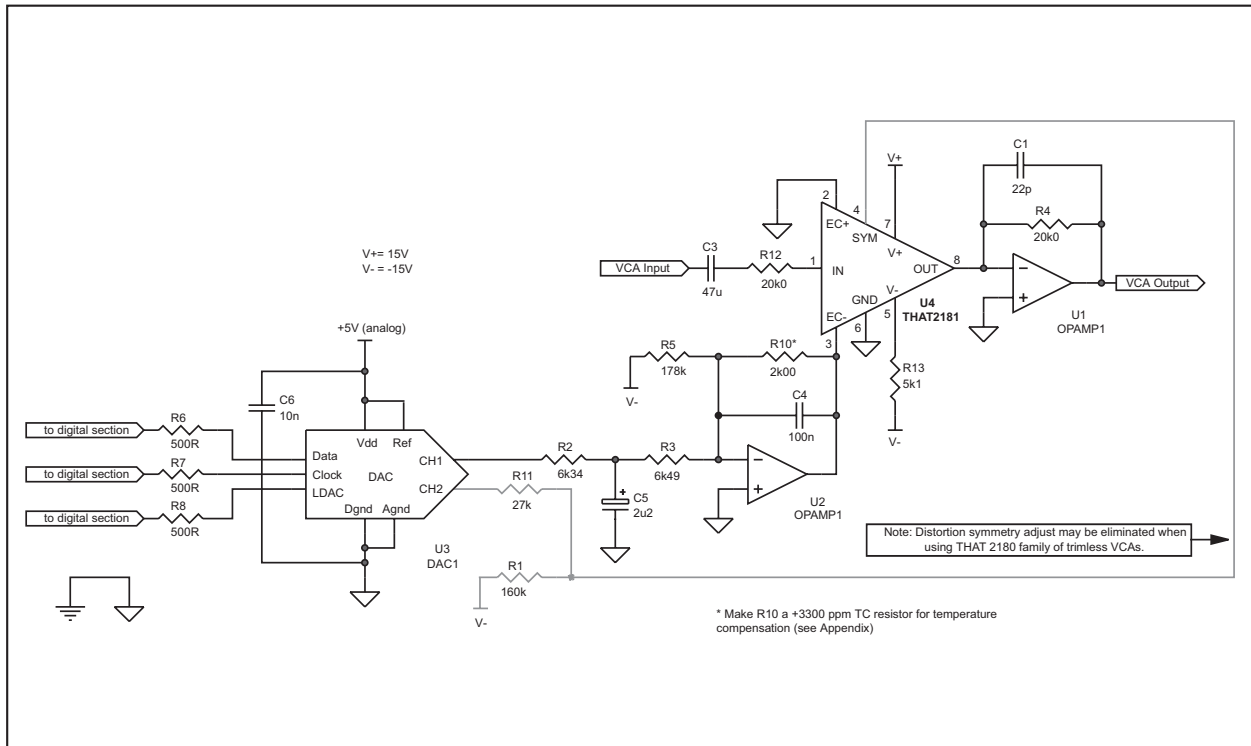 C1
V+
22p
2
4
R4
EC+
7
20k0
SYM
V+= 15V
V- = -15V
C3
R12
V+
VCA Input
1
IN
OUT
8
47u
20k0
V-
GND
U4
THAT2181
VCA Output
EC-
6
5
U1
OPAMP1
+5V (analog)
3
R5
R10*
R13
178k
2k00
5k1
V-
C4
C6
10n
100n
V-
R6
to digital section
500R
Vdd
Ref
R7
Data
CH1
R2
R3
to digital section
500R
Clock
DAC
6k34
6k49
R8
LDAC
CH2
R11
C5
to digital section
500R
Dgnd
Agnd
27k
+
2u2
U2
OPAMP1
U3
DAC1
Note: Distortion symmetry adjust may be eliminated when
using THAT 2180 family of trimless VCAs.
R1
160k
V-
* Make R10 a +3300 ppm TC resistor for temperature
compensation (see Appendix)